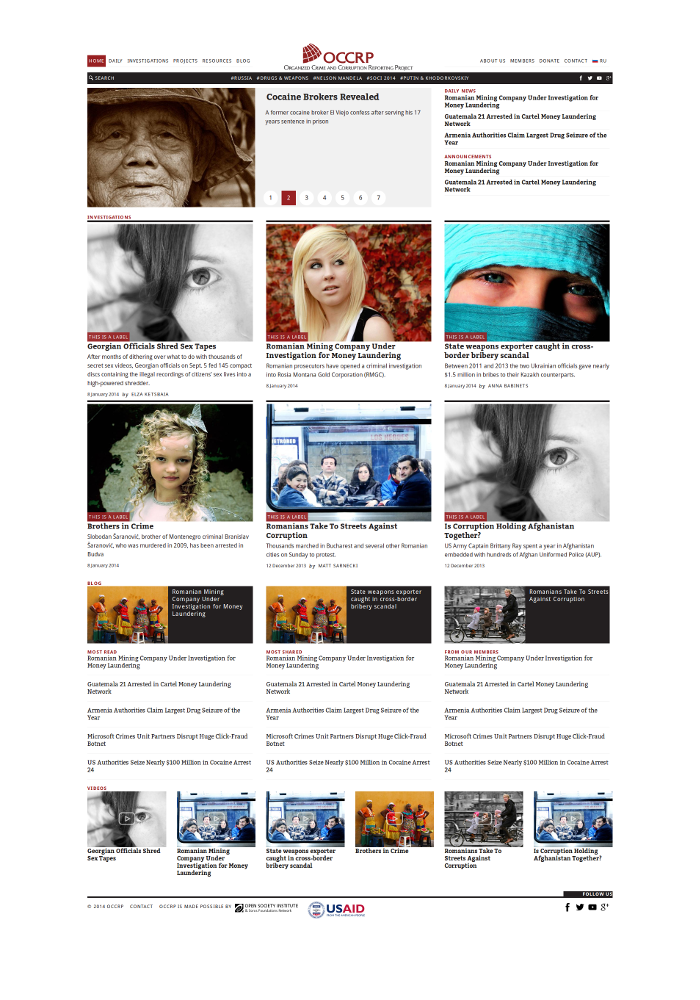 HOME DAILY INVESTIGATIONS PROJECTS RESOURCES BLOG
OCCRP
ORGANIZED CRIME AND CORRUPTION REPORTING PROJECT
ABOUT US MEMBERS DONATE CONTACT RU
SEARCH
#RUSSIA #DRUGS & WEAPONS #NELSON MANDELA #SOCI 2014 #PUTIN & KHODORKOVSKIY
Cocaine Brokers Revealed
A former cocaine broker El Viejo confess after serving his 17
years sentence in prison
1 2 3 4 5 6 7
DAILY NEWS
Romanian Mining Company Under Investigation for
Money Laundering
Guatemala 21 Arrested in Cartel Money Laundering
Network
Armenia Authorities Claim Largest Drug Seizure of the
Year
ANNOUNCEMENTS
Romanian Mining Company Under Investigation for
Money Laundering
Guatemala 21 Arrested in Cartel Money Laundering
Network
INVESTIGATIONS
THIS IS A LABEL
Georgian Officials Shred Sex Tapes
After months of dithering over what to do with thousands of
secret sex videos, Georgian officials on Sept. 5 fed 145 compact
discs containing the illegal recordings of citizens' sex lives into a
high-powered shredder.
8 January 2014 by ELZA KETSBAIA
THIS IS A LABEL
Romanian Mining Company Under
Investigation for Money Laundering
Romanian prosecutors have opened a criminal investigation
into Rosia Montana Gold Corporation (RMGC).
8 January 2014
THIS IS A LABEL
State weapons exporter caught in cross-
border bribery scandal
Between 2011 and 2013 the two Ukrainian officials gave nearly
$1.5 million in bribes to their Kazakh counterparts.
8 January 2014 by ANNA BABINETS
THIS IS A LABEL
Brothers in Crime
Slobodan Šaranović, brother of Montenegro criminal Branislav
Šaranović, who was murdered in 2009, has been arrested in
Budva
8 January 2014
THIS IS A LABEL
Romanians Take To Streets Against
Corruption
Thousands marched in Bucharest and several other Romanian
cities on Sunday to protest.
12 December 2013 by MATT SARNECKI
THIS IS A LABEL
Is Corruption Holding Afghanistan
Together?
US Army Captain Brittany Ray spent a year in Afghanistan
embedded with hundreds of Afghan Uniformed Police (AUP).
12 December 2013
BLOG
Romanian Mining
Company Under
Investigation for Money
Laundering
State weapons exporter
caught in cross-border
bribery scandal
Romanians Take To Streets
Against Corruption
MOST READ
Romanian Mining Company Under Investigation for
Money Laundering
Guatemala 21 Arrested in Cartel Money Laundering
Network
Armenia Authorities Claim Largest Drug Seizure of the
Year
Microsoft Crimes Unit Partners Disrupt Huge Click-Fraud
Botnet
US Authorities Seize Nearly $100 Million in Cocaine Arrest
24
MOST SHARED
Romanian Mining Company Under Investigation for
Money Laundering
Guatemala 21 Arrested in Cartel Money Laundering
Network
Armenia Authorities Claim Largest Drug Seizure of the
Year
Microsoft Crimes Unit Partners Disrupt Huge Click-Fraud
Botnet
US Authorities Seize Nearly $100 Million in Cocaine Arrest
24
FROM OUR MEMBERS
Romanian Mining Company Under Investigation for
Money Laundering
Guatemala 21 Arrested in Cartel Money Laundering
Network
Armenia Authorities Claim Largest Drug Seizure of the
Year
Microsoft Crimes Unit Partners Disrupt Huge Click-Fraud
Botnet
US Authorities Seize Nearly $100 Million in Cocaine Arrest
24
VIDEOS
Georgian Officials Shred
Sex Tapes
Romanian Mining
Company Under
Investigation for Money
Laundering
State weapons exporter
caught in cross-border
bribery scandal
Brothers in Crime
Romanians Take To
Streets Against
Corruption
Is Corruption Holding
Afghanistan Together?
FOLLOW US
© 2014 OCCRP CONTACT OCCRP IS MADE POSSIBLE BY OPEN SOCIETY INSTITUTE
& Soros Foundations Network
USAID
FROM THE AMERICAN PEOPLE